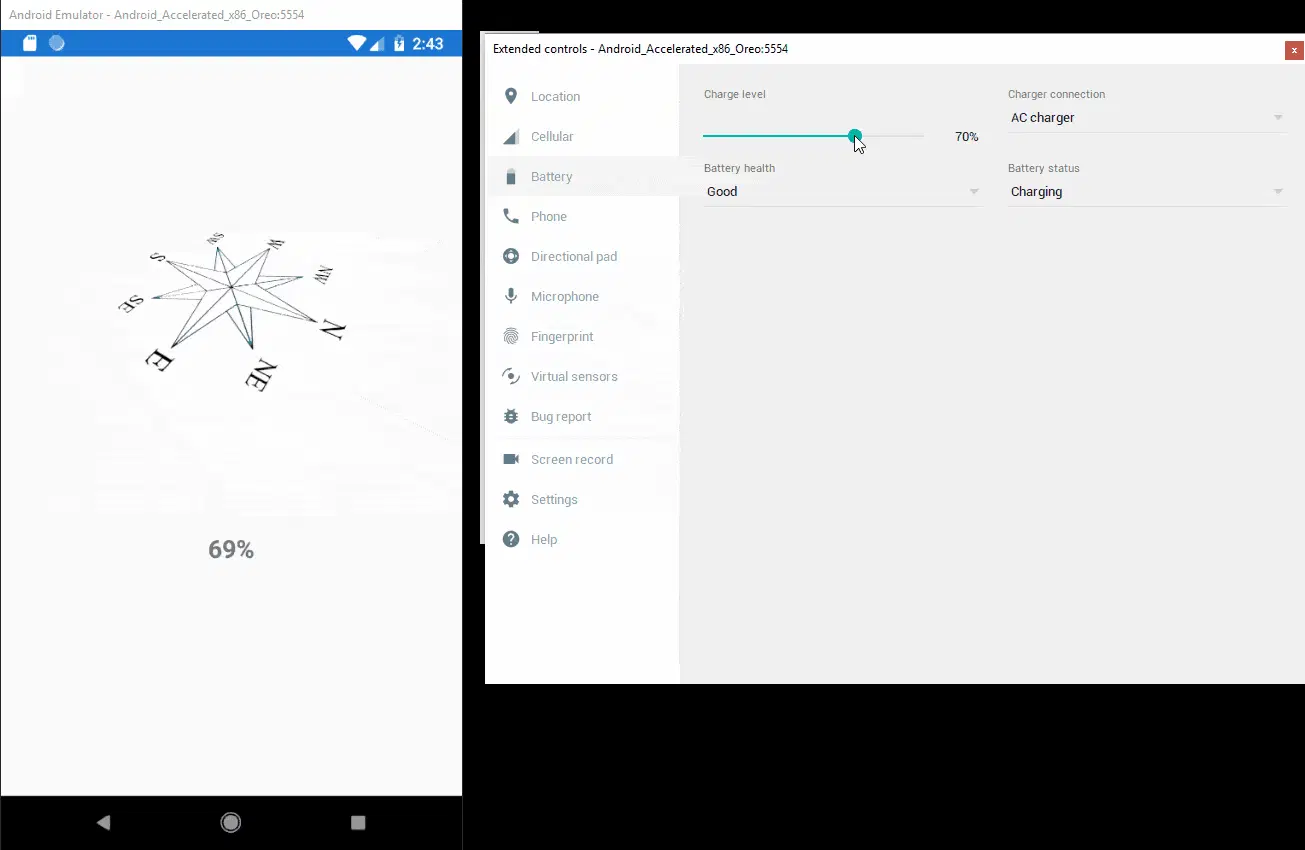 Android Emulator - Android_Accelerated_x86_Oreo:5554
2:43
SW
W
S
NW
SE
N
E
NE
69%
Extended controls - Android_Accelerated_x86_Oreo:5554
x
Location
Cellular
Battery
Phone
Directional pad
Microphone
Fingerprint
Virtual sensors
Bug report
Screen record
Settings
Help
Charge level
70%
Charger connection
AC charger
Battery health
Good
Battery status
Charging